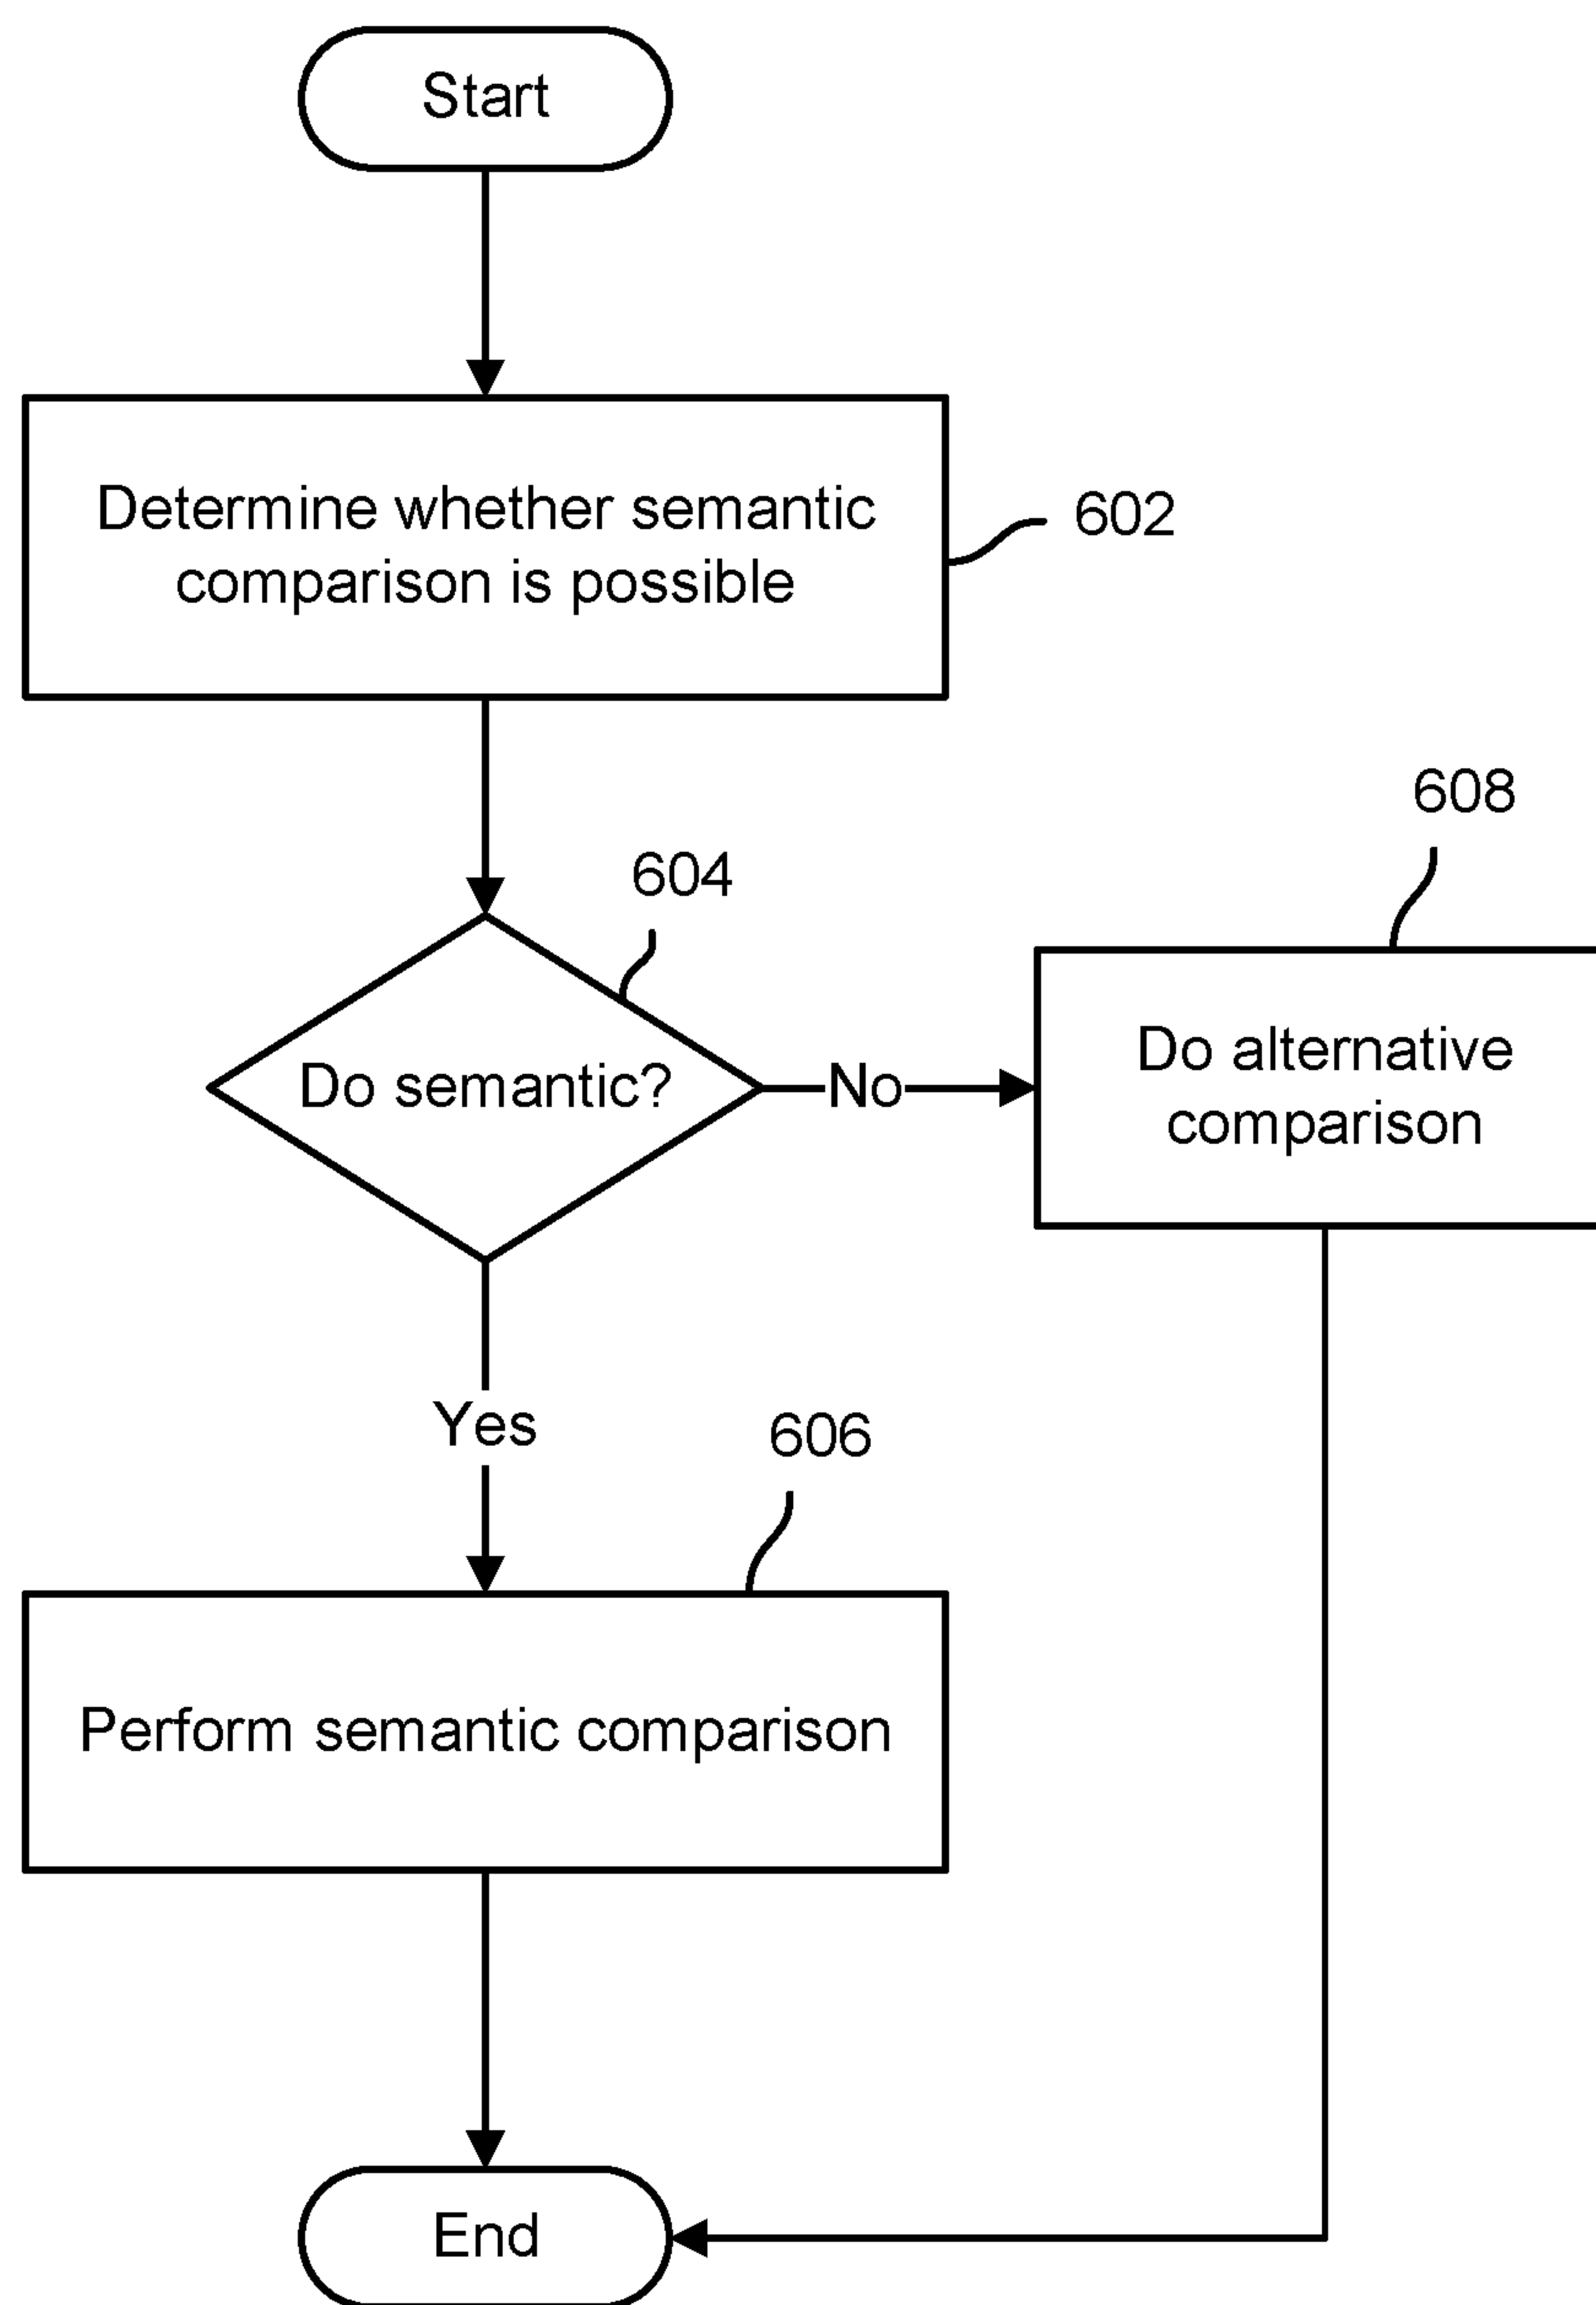 Start
Determine whether semantic
comparison is possible
602
604
Do semantic?
No
608
Do alternative
comparison
Yes
606
Perform semantic comparison
End